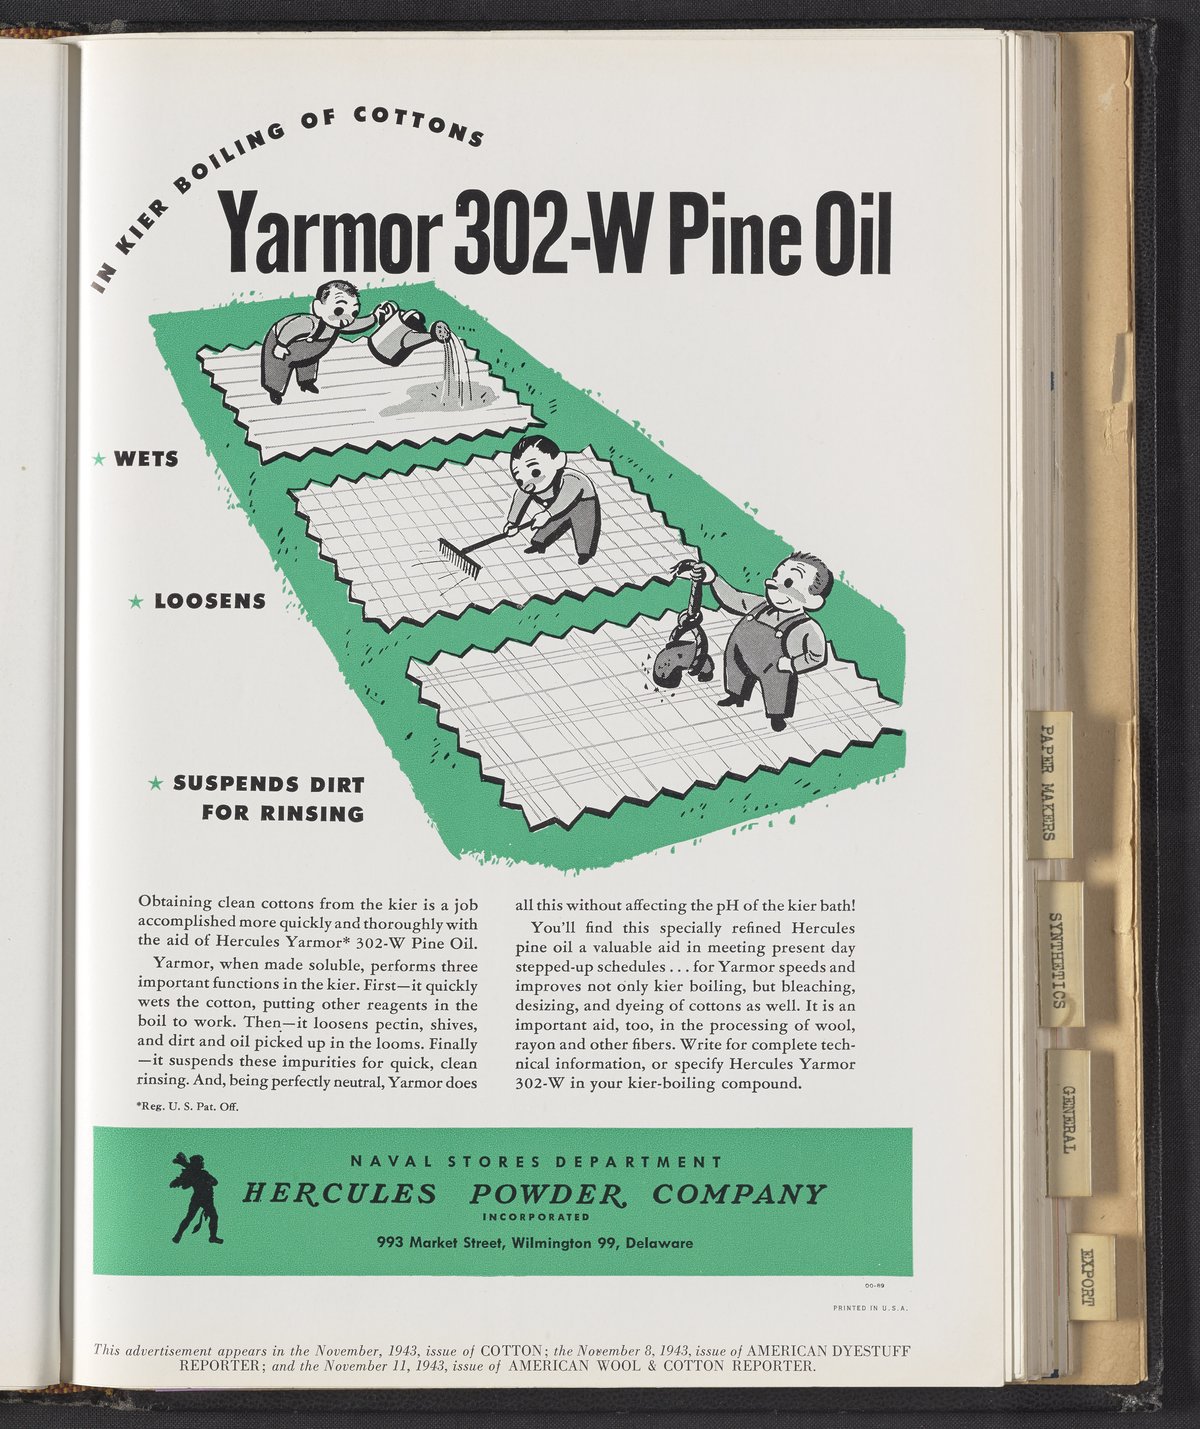 IN KIER BOILING OF COTTONS
Yarmor 302-W Pine Oil
★ WETS
★ LOOSENS
★ SUSPENDS DIRT
FOR RINSING
Obtaining clean cottons from the kier is a job
accomplished more quickly and thoroughly with
the aid of Hercules Yarmor* 302-W Pine Oil.
Yarmor, when made soluble, performs three
important functions in the kier. First—it quickly
wets the cotton, putting other reagents in the
boil to work. Then—it loosens pectin, shives,
and dirt and oil picked up in the looms. Finally
—it suspends these impurities for quick, clean
rinsing. And, being perfectly neutral, Yarmor does
*Reg. U. S. Pat. Off.
all this without affecting the pH of the kier bath!
You'll find this specially refined Hercules
pine oil a valuable aid in meeting present day
stepped-up schedules . . . for Yarmor speeds and
improves not only kier boiling, but bleaching,
desizing, and dyeing of cottons as well. It is an
important aid, too, in the processing of wool,
rayon and other fibers. Write for complete tech-
nical information, or specify Hercules Yarmor
302-W in your kier-boiling compound.
NAVAL STORES DEPARTMENT
HERCULES POWDER COMPANY
INCORPORATED
993 Market Street, Wilmington 99, Delaware
OO-89
PRINTED IN U.S.A.
This advertisement appears in the November, 1943, issue of COTTON; the November 8, 1943, issue of AMERICAN DYESTUFF
REPORTER; and the November 11, 1943, issue of AMERICAN WOOL & COTTON REPORTER.
PAPER MAKERS
SYNTHETICS
GENERAL
EXPORT